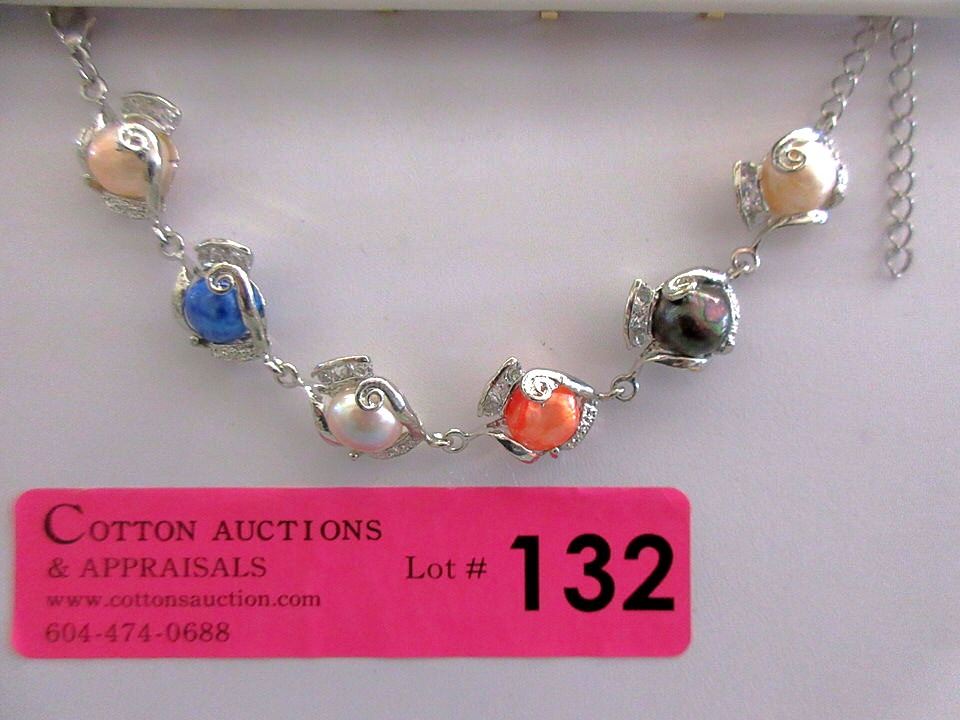 COTTON AUCTIONS
& APPRAISALS
www.cottonsauction.com
604-474-0688
Lot # 132